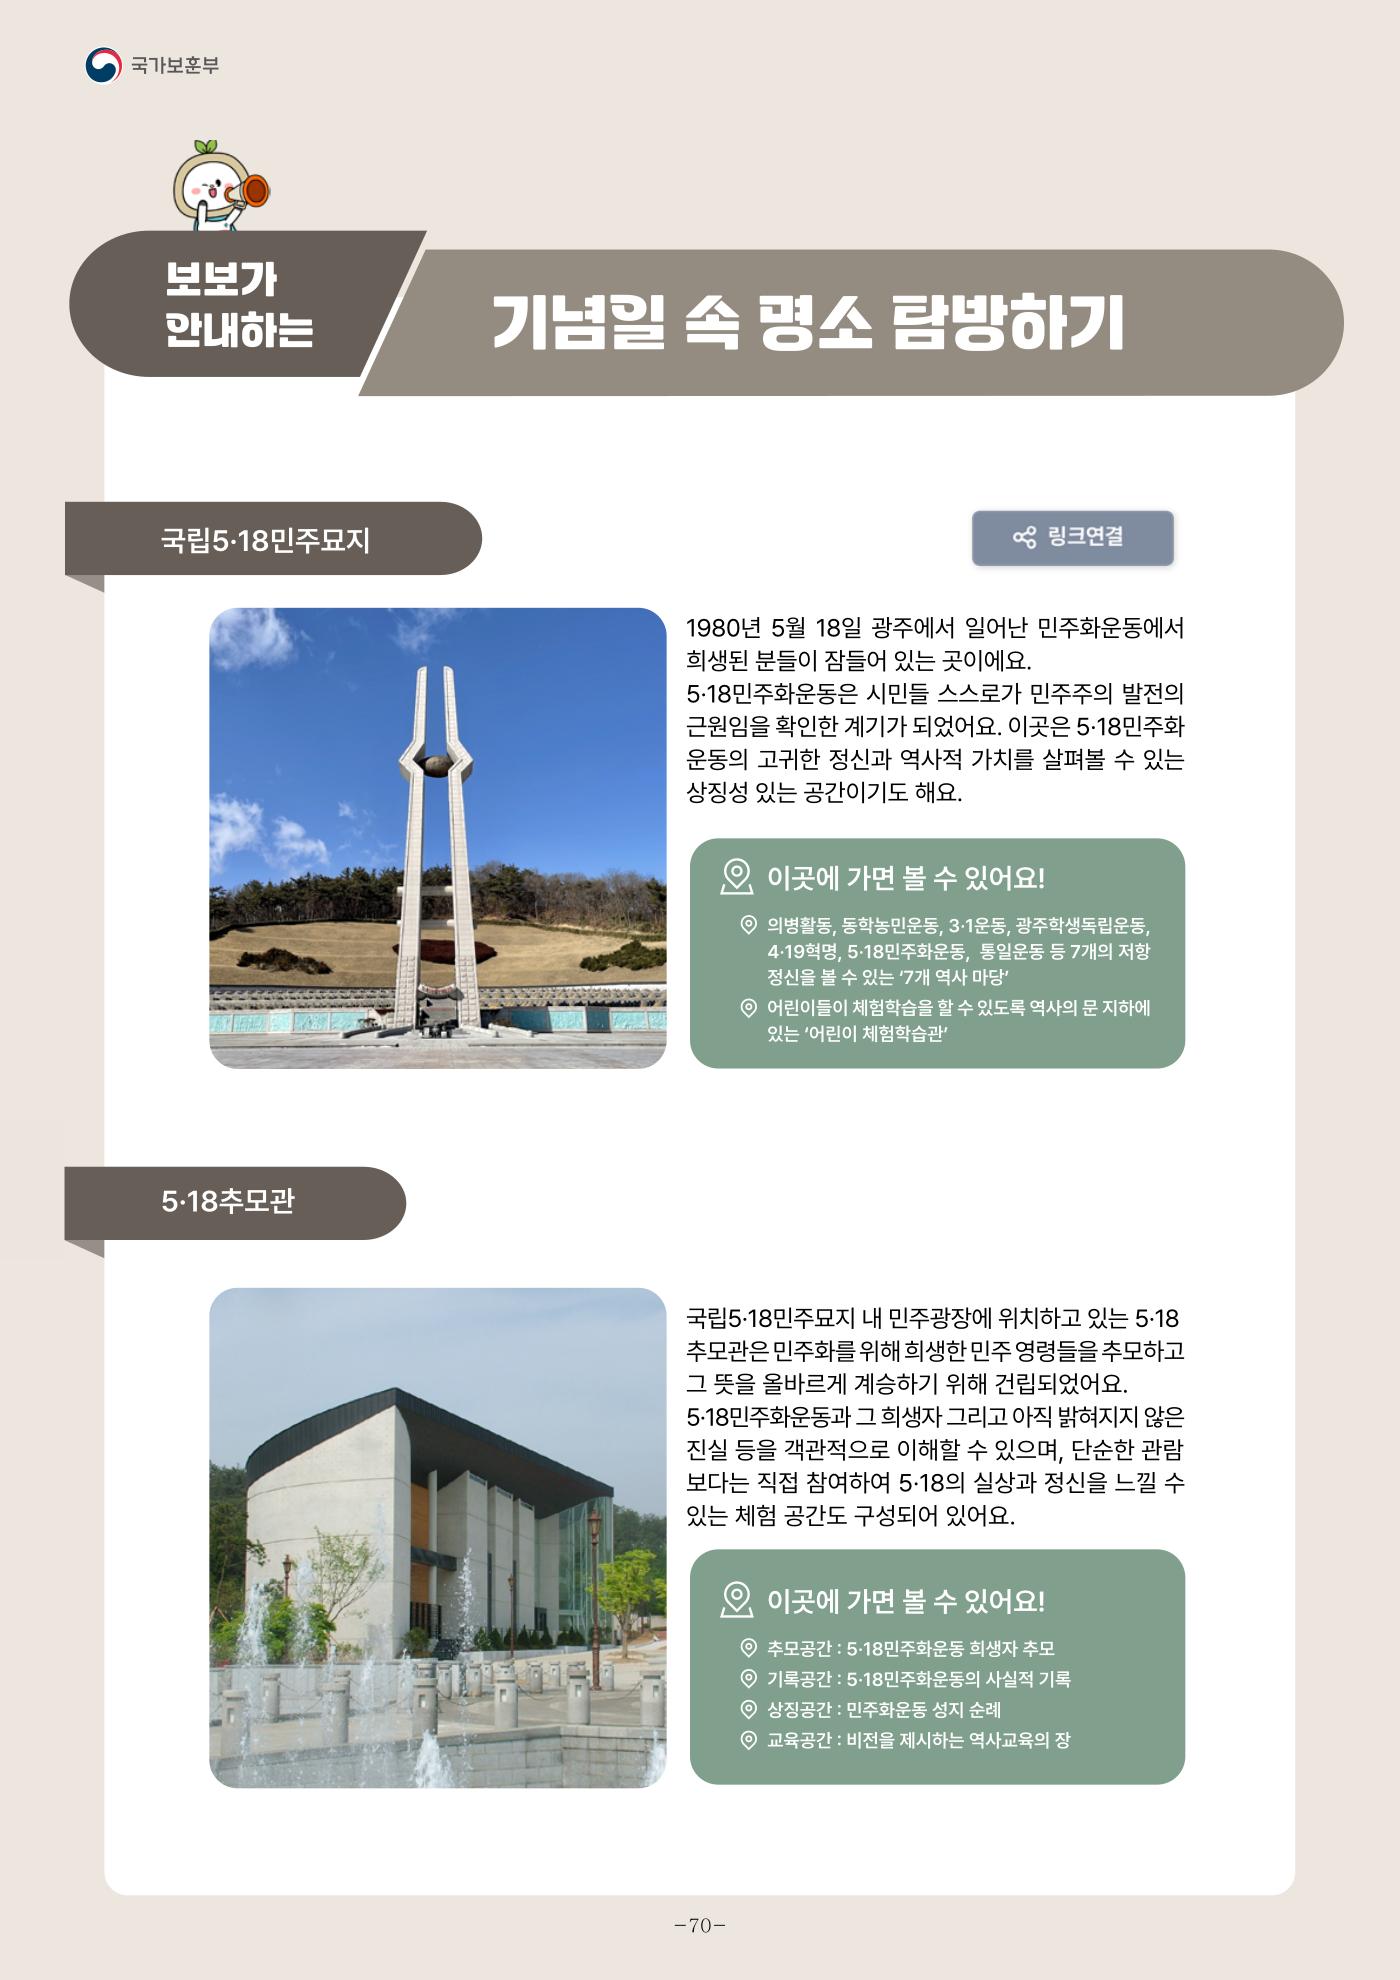 국가보훈부
보보가
안내하는
기념일 속 명소 탐방하기
국립5·18민주묘지
링크연결
1980년 5월 18일 광주에서 일어난 민주화운동에서
희생된 분들이 잠들어 있는 곳이에요.
5·18민주화운동은 시민들 스스로가 민주주의 발전의
근원임을 확인한 계기가 되었어요. 이곳은 5·18민주화
운동의 고귀한 정신과 역사적 가치를 살펴볼 수 있는
상징성 있는 공간이기도 해요.
이곳에 가면 볼 수 있어요!
의병활동, 동학농민운동, 3·1운동, 광주학생독립운동,
4·19혁명, 5·18민주화운동, 통일운동 등 7개의 저항
정신을 볼 수 있는 ‘7개 역사 마당’
어린이들이 체험학습을 할 수 있도록 역사의 문 지하에
있는 ‘어린이 체험학습관’
5·18추모관
국립5·18민주묘지 내 민주광장에 위치하고 있는 5·18
추모관은 민주화를 위해 희생한 민주 영령들을 추모하고
그 뜻을 올바르게 계승하기 위해 건립되었어요.
5·18민주화운동과 그 희생자 그리고 아직 밝혀지지 않은
진실 등을 객관적으로 이해할 수 있으며, 단순한 관람
보다는 직접 참여하여 5·18의 실상과 정신을 느낄 수
있는 체험 공간도 구성되어 있어요.
이곳에 가면 볼 수 있어요!
추모공간 : 5·18민주화운동 희생자 추모
기록공간 : 5·18민주화운동의 사실적 기록
상징공간 : 민주화운동 성지 순례
교육공간 : 비전을 제시하는 역사교육의 장
-70-